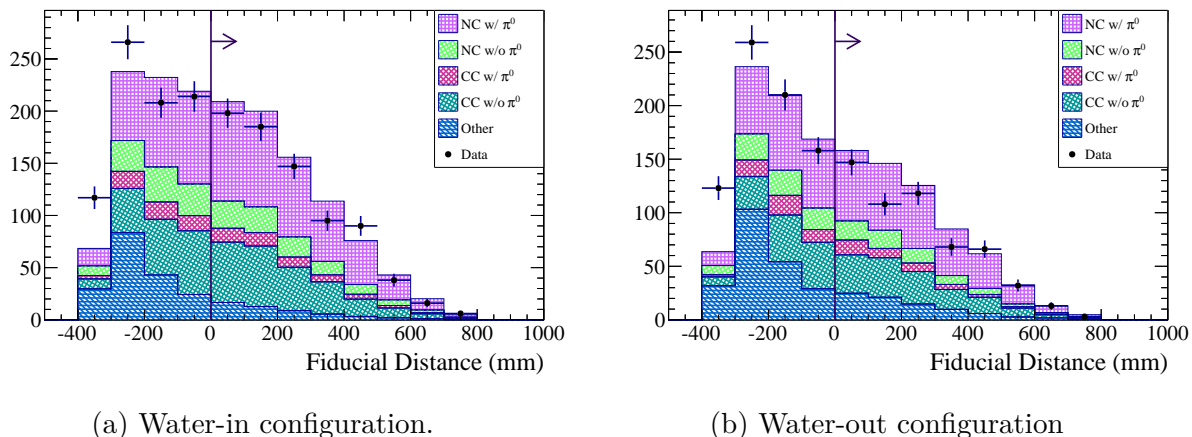 NC w/ π⁰
NC w/o π⁰
CC w/ π⁰
CC w/o π⁰
Other
Data
250
200
150
100
50
0
-400 -200 0 200 400 600 800 1000
Fiducial Distance (mm)
(a) Water-in configuration.
NC w/ π⁰
NC w/o π⁰
CC w/ π⁰
CC w/o π⁰
Other
Data
250
200
150
100
50
0
-400 -200 0 200 400 600 800 1000
Fiducial Distance (mm)
(b) Water-out configuration